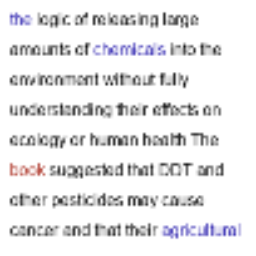 the logic of releasing large
amounts of chemicals into the
environment without fully
understanding their effects on
ecology or human health The
book suggested that DDT and
other pesticides may cause
cancer and that their agricultural